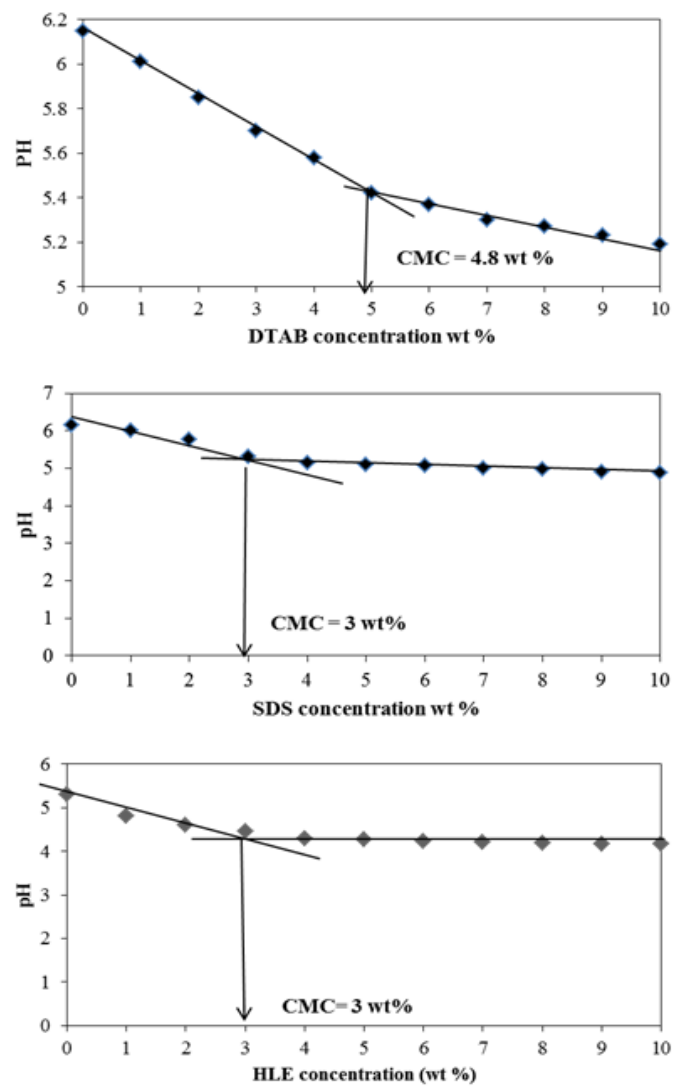 6.2
6
5.8
5.6
5.4
5.2
5
PH
CMC = 4.8 wt %
0 1 2 3 4 5 6 7 8 9 10
DTAB concentration wt %
7
6
5
4
3
2
1
0
pH
CMC = 3 wt%
0 1 2 3 4 5 6 7 8 9 10
SDS concentration wt %
6
5
4
3
2
1
0
pH
CMC= 3 wt%
0 1 2 3 4 5 6 7 8 9 10
HLE concentration (wt %)